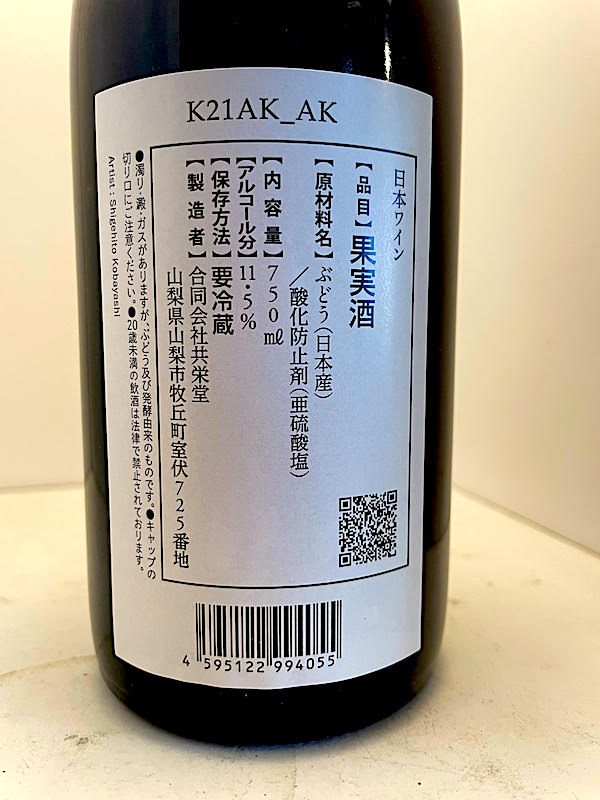 K21AK_AK
日本ワイン
【品目】果実酒
【原材料名】ぶどう(日本産)
／酸化防止剤(亜硫酸塩)
【内容量】750㎖
【アルコール分】11・5%
【保存方法】要冷蔵
【製造者】合同会社共栄堂
山梨県山梨市牧丘町室伏725番地
●濁り・澱・ガスがありますが、ぶどう及び発酵由来のものです。●キャップの
切り口にご注意ください。●20歳未満の飲酒は法律で禁止されております。
Artist : Shigehito Kobayashi
4 595122 994055